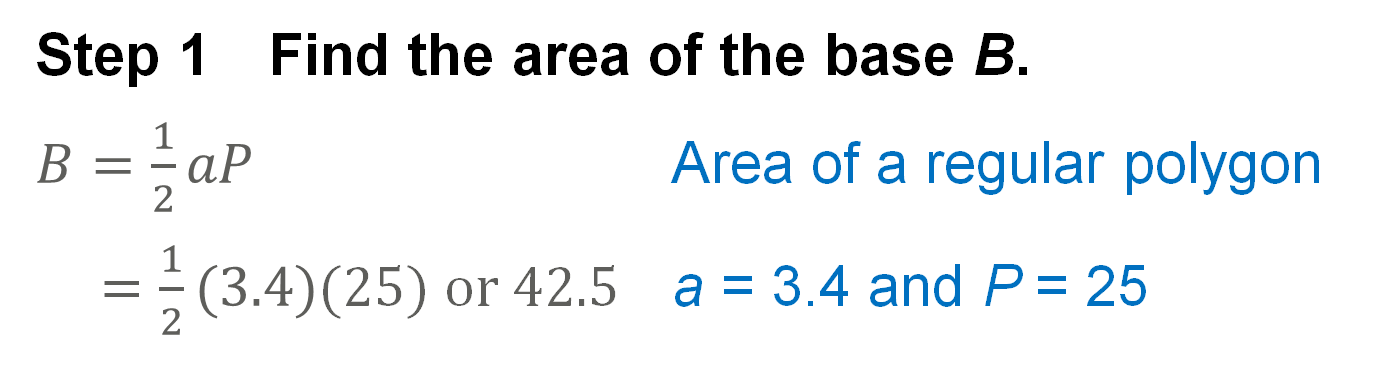 Step 1 Find the area of the base B.
B = 1/2 aP Area of a regular polygon
= 1/2 (3.4)(25) or 42.5 a = 3.4 and P = 25